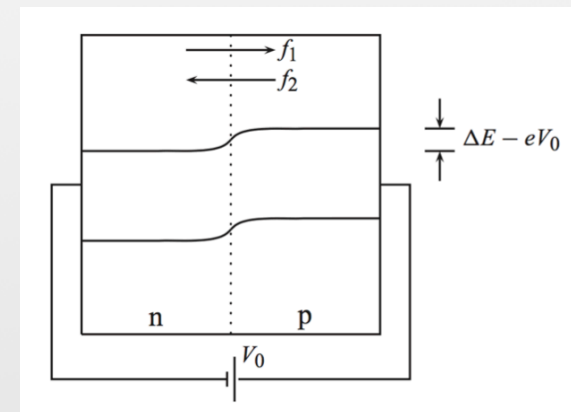 f₁
f₂
ΔE − eV₀
n p
V₀